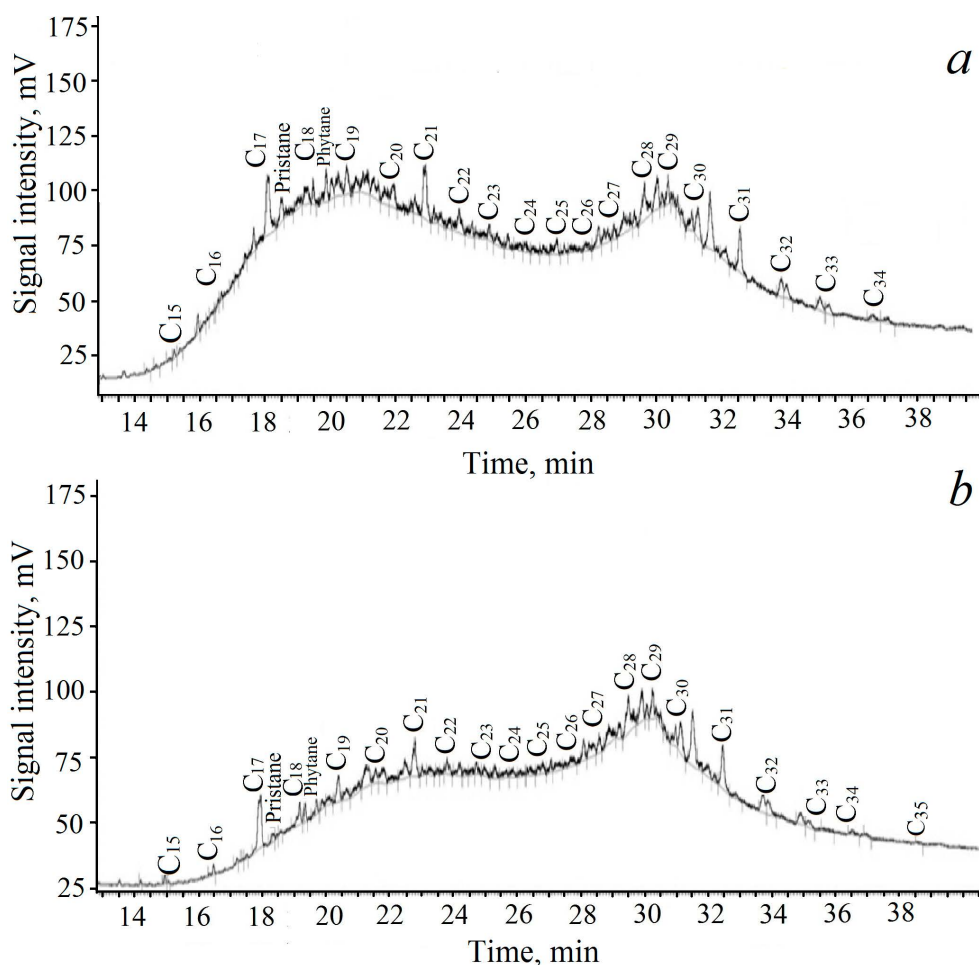 a
Signal intensity, mV
175
150
125
100
75
50
25
C15
C16
C17
Pristane
C18
Phytane
C19
C20
C21
C22
C23
C24
C25
C26
C27
C28
C29
C30
C31
C32
C33
C34
14 16 18 20 22 24 26 28 30 32 34 36 38
Time, min
b
Signal intensity, mV
175
150
125
100
75
50
25
C15
C16
C17
Pristane
C18
Phytane
C19
C20
C21
C22
C23
C24
C25
C26
C27
C28
C29
C30
C31
C32
C33
C34
C35
14 16 18 20 22 24 26 28 30 32 34 36 38
Time, min